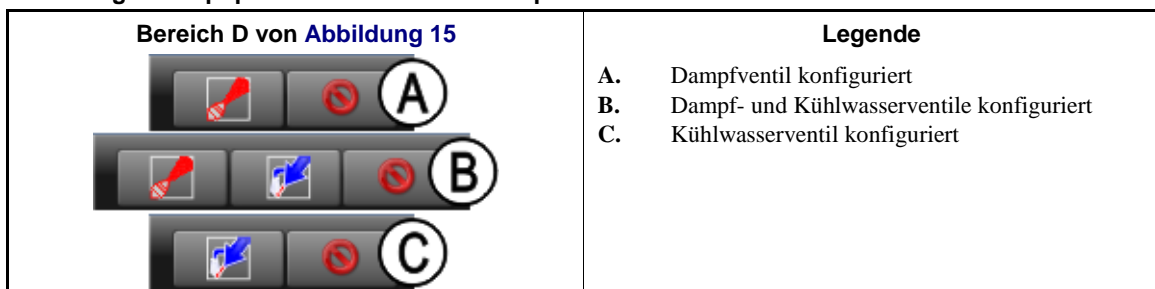 Bereich D von Abbildung 15
Legende
A
B
C
A. Dampfventil konfiguriert
B. Dampf- und Kühlwasserventile konfiguriert
C. Kühlwasserventil konfiguriert